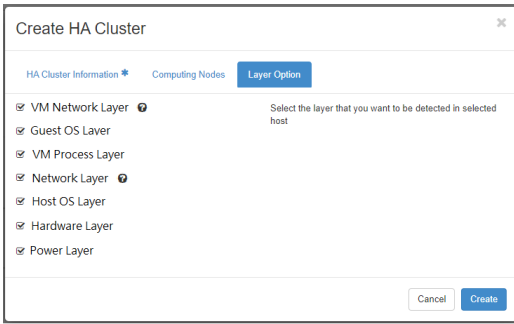 Create HA Cluster
×
HA Cluster Information *
Computing Nodes
Layer Option
VM Network Layer ?
Guest OS Layer
VM Process Layer
Network Layer ?
Host OS Layer
Hardware Layer
Power Layer
Select the layer that you want to be detected in selected
host
Cancel
Create